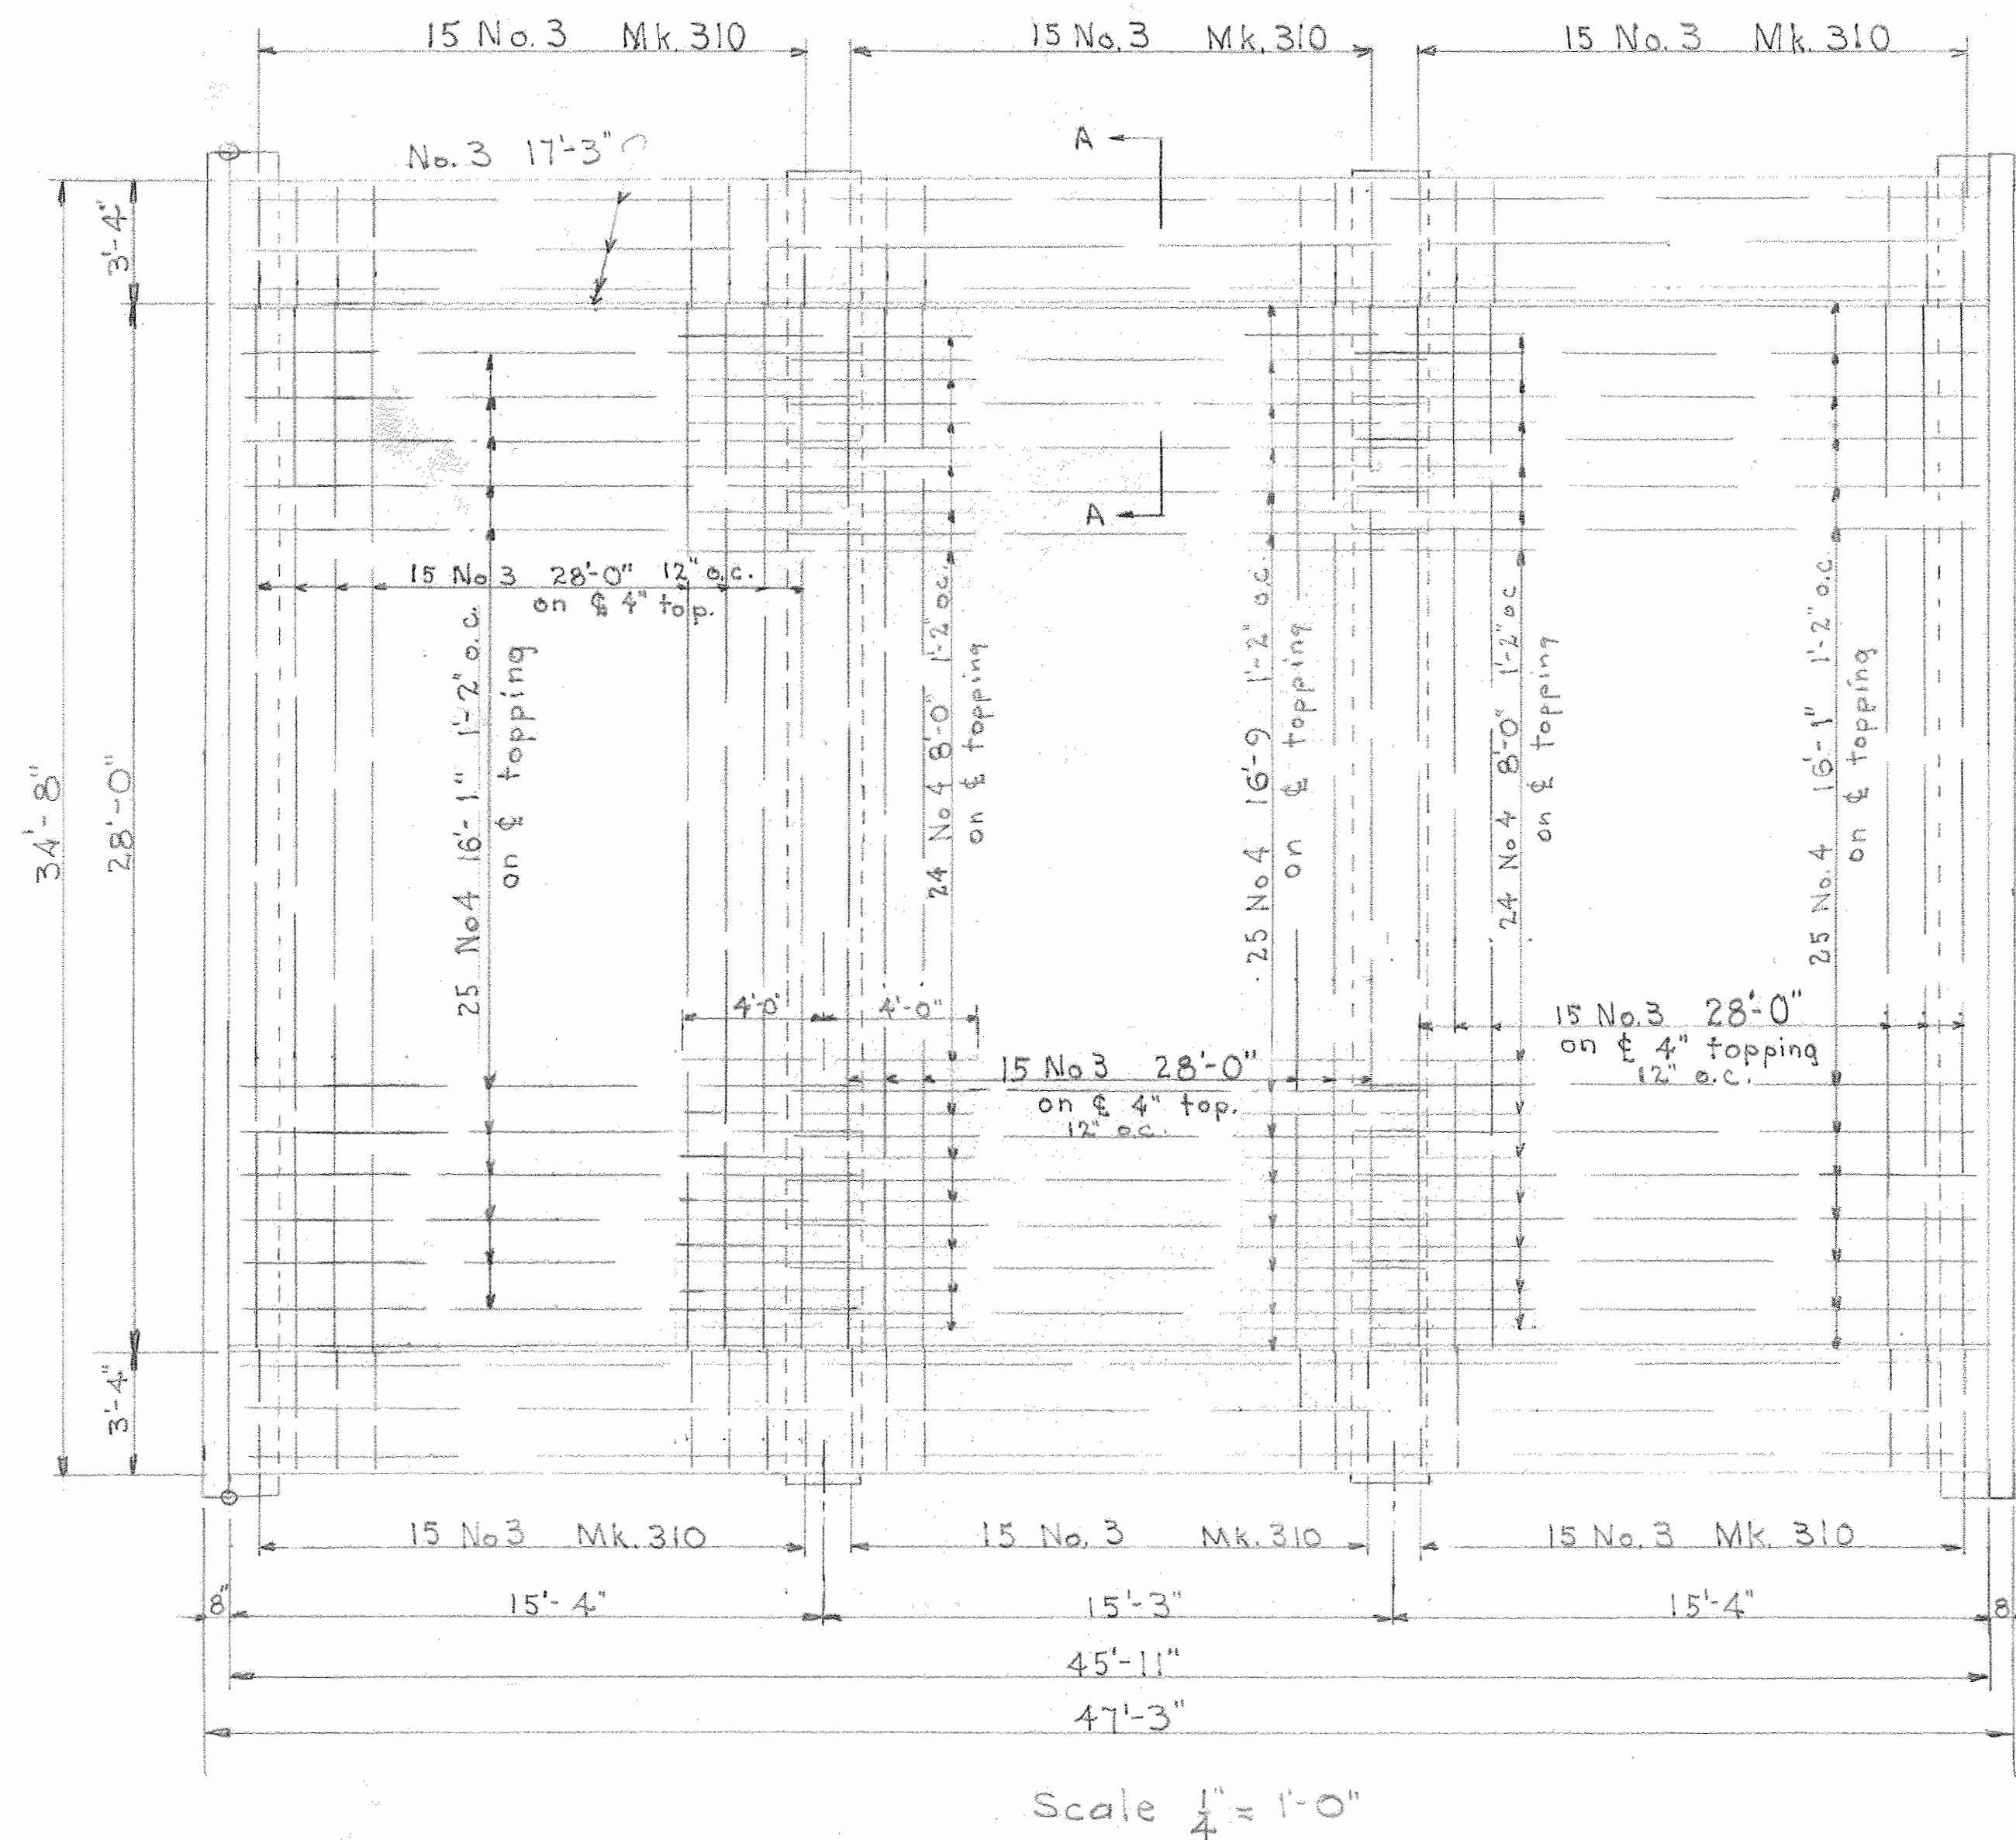 15 No. 3 Mk. 310
15 No. 3 Mk. 310
15 No. 3 Mk. 310
No. 3 17'-3"
A
A
3'-4"
28'-0"
34'-8"
3'-4"
15 No 3 28'-0" 12" o.c.
on ℄ 4" top.
25 No 4 16'-1" 1'-2" o.c.
on ℄ topping
24 No 4 8'-0" 1'-2" o.c.
on ℄ topping
25 No 4 16'-9 1'-2" o.c.
on ℄ topping
24 No 4 8'-0" 1'-2" oc
on ℄ topping
25 No. 4 16'-1" 1'-2" o.c.
on ℄ topping
4'-0" 4'-0"
15 No 3 28'-0"
on ℄ 4" top.
12" o.c.
15 No. 3 28'-0"
on ℄ 4" topping
12" o.c.
15 No 3 Mk. 310
15 No. 3 Mk. 310
15 No. 3 Mk. 310
8" 15'-4" 15'-3" 15'-4" 8
45'-11"
47'-3"
Scale 1/4" = 1'-0"